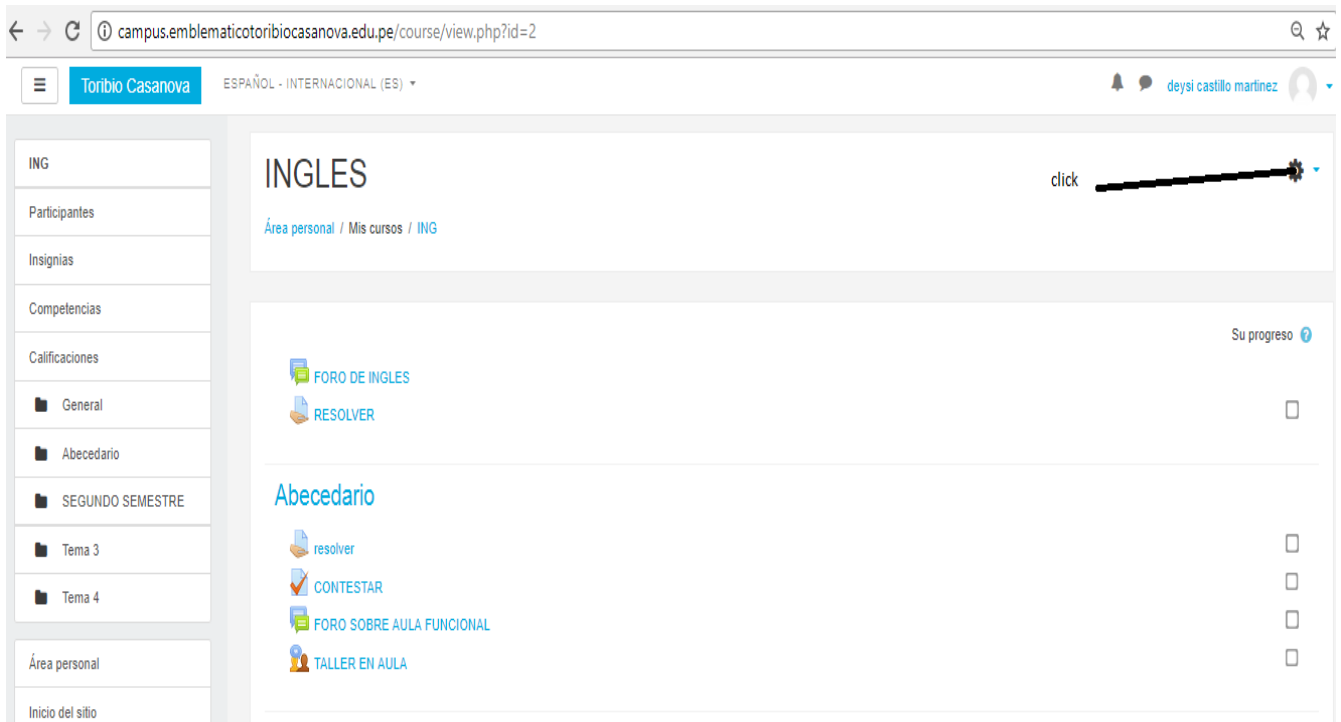 campus.emblematicotoribiocasanova.edu.pe/course/view.php?id=2
Toribio Casanova
ESPAÑOL - INTERNACIONAL (ES)
deysi castillo martinez
ING
Participantes
Insignias
Competencias
Calificaciones
General
Abecedario
SEGUNDO SEMESTRE
Tema 3
Tema 4
Área personal
Inicio del sitio
INGLES
click
Área personal / Mis cursos / ING
Su progreso
FORO DE INGLES
RESOLVER
Abecedario
resolver
CONTESTAR
FORO SOBRE AULA FUNCIONAL
TALLER EN AULA